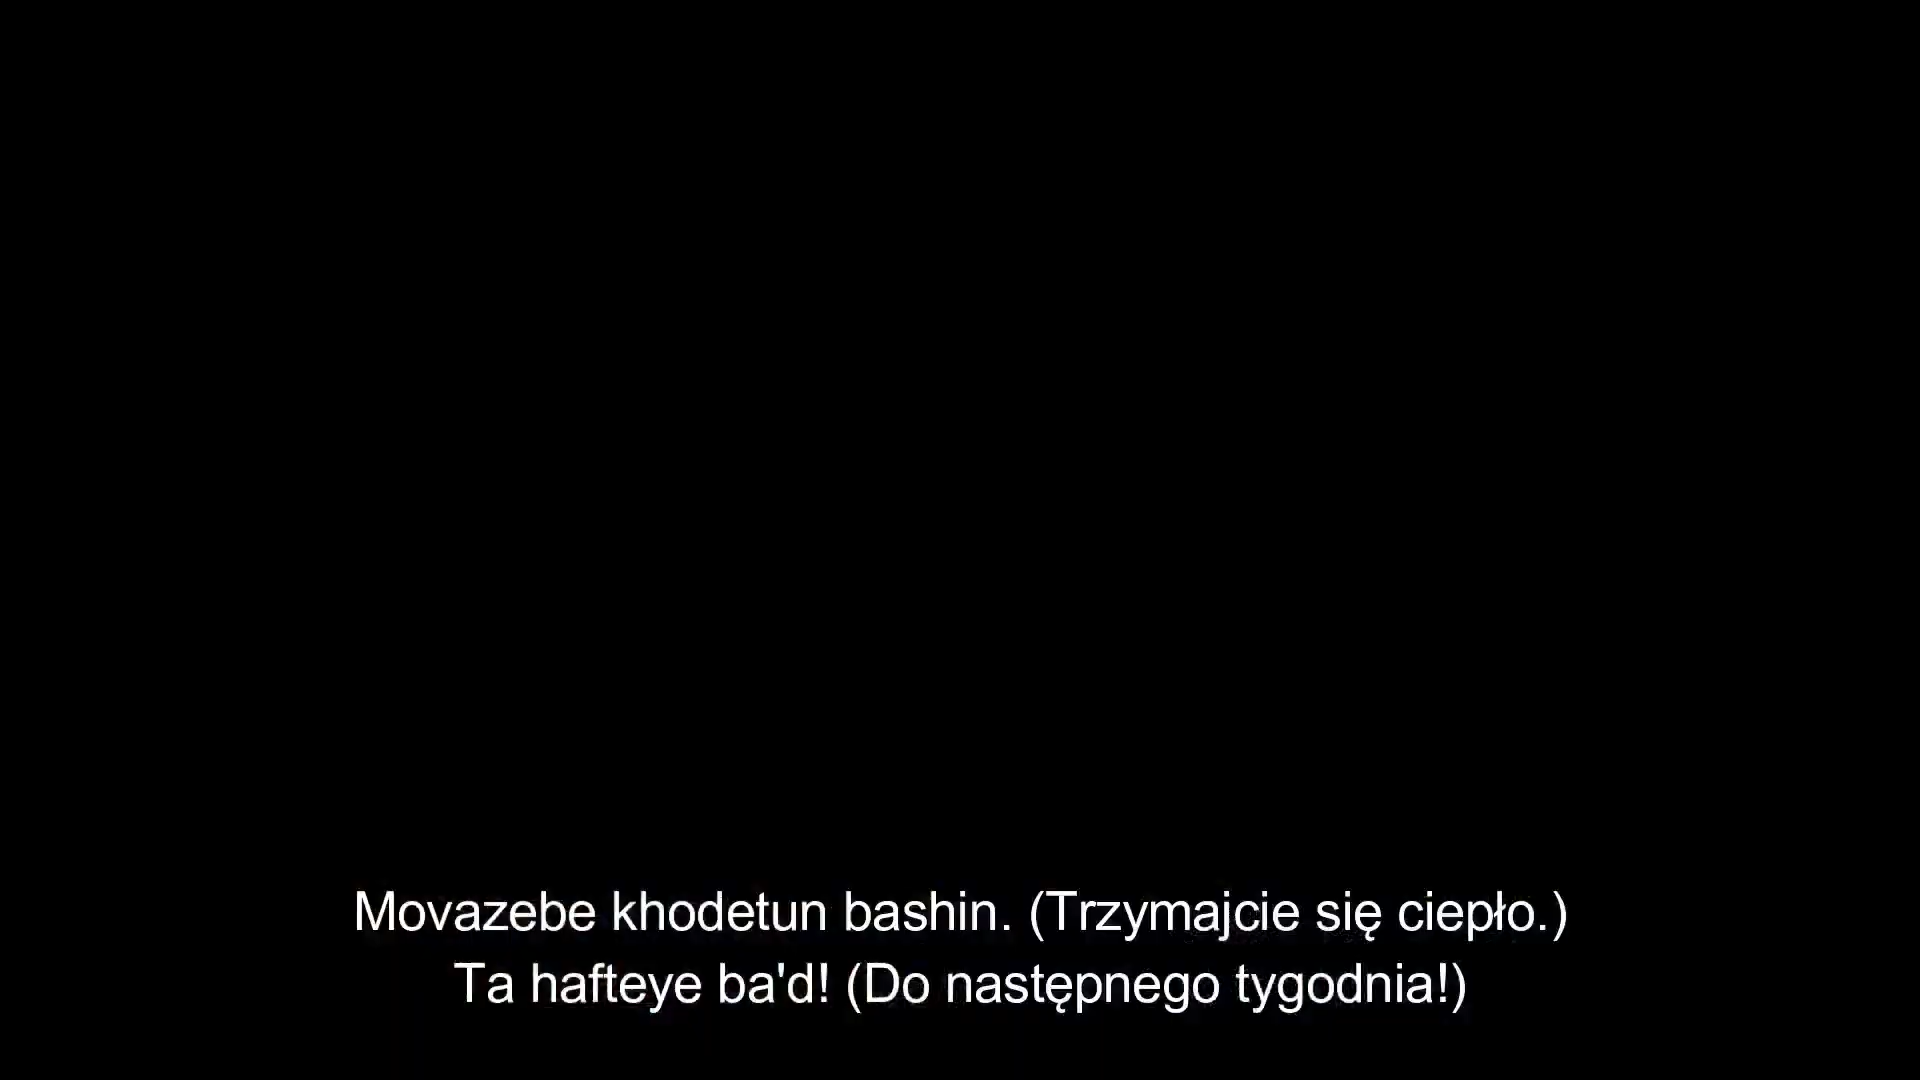 Movazebe khodetun bashin. (Trzymajcie się ciepło.)
Ta hafteye ba'd! (Do następnego tygodnia!)